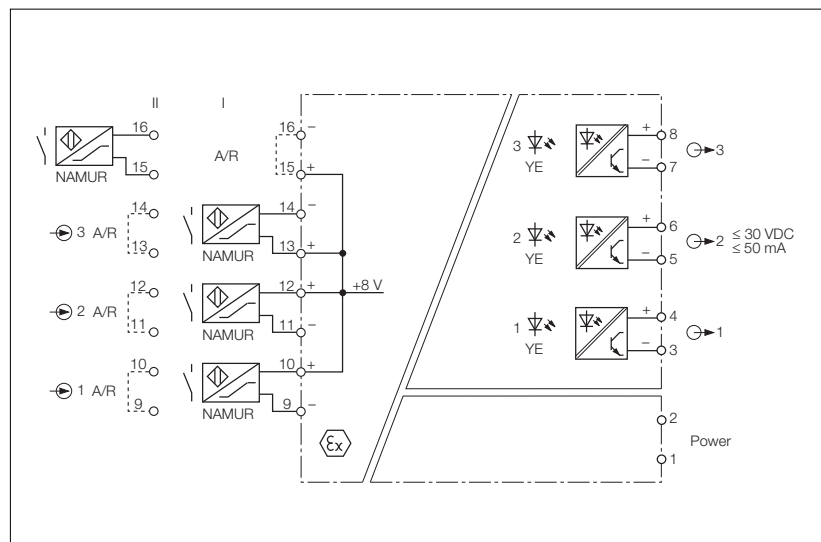 II I
16 16 −
A/R
15 15 +
NAMUR
14 14 −
3 A/R
13 13 +
NAMUR
12 12 +
+8 V
2 A/R
11 11 −
NAMUR
10 10 +
1 A/R
9 9 −
NAMUR
Ex
3 YE + 8
− 7
3
2 YE + 6
− 5
2 ≤ 30 VDC
≤ 50 mA
1 YE + 4
− 3
1
2
Power
1